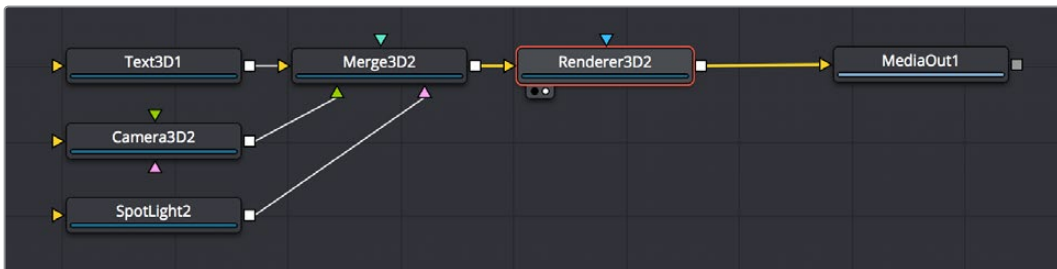 Text3D1
Merge3D2
Renderer3D2
MediaOut1
Camera3D2
SpotLight2